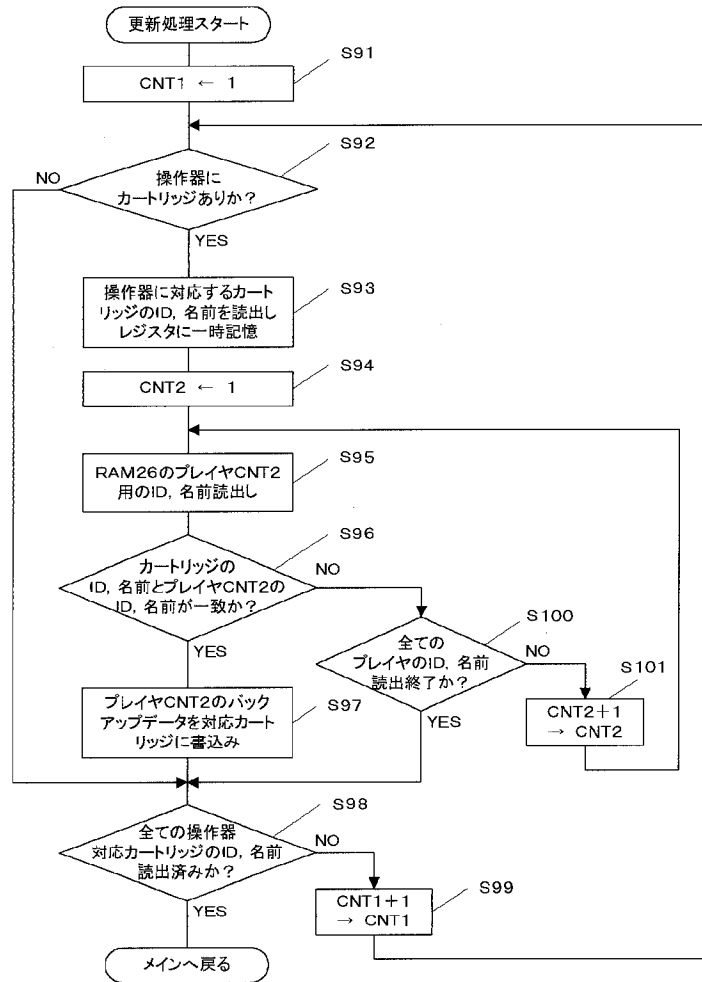 更新処理スタート
S91
CNT1 ← 1
S92
NO
操作器に
カートリッジありか?
YES
S93
操作器に対応するカート
リッジのID, 名前を読出し
レジスタに一時記憶
S94
CNT2 ← 1
S95
RAM26のプレイヤCNT2
用のID, 名前読出し
S96
カートリッジの
ID, 名前とプレイヤCNT2の
ID, 名前が一致か?
NO
YES
S100
全ての
プレイヤのID, 名前
読出終了か?
NO
YES
S101
CNT2+1
→ CNT2
S97
プレイヤCNT2のバック
アップデータを対応カート
リッジに書込み
S98
全ての操作器
対応カートリッジのID, 名前
読出済みか?
NO
YES
S99
CNT1+1
→ CNT1
メインへ戻る